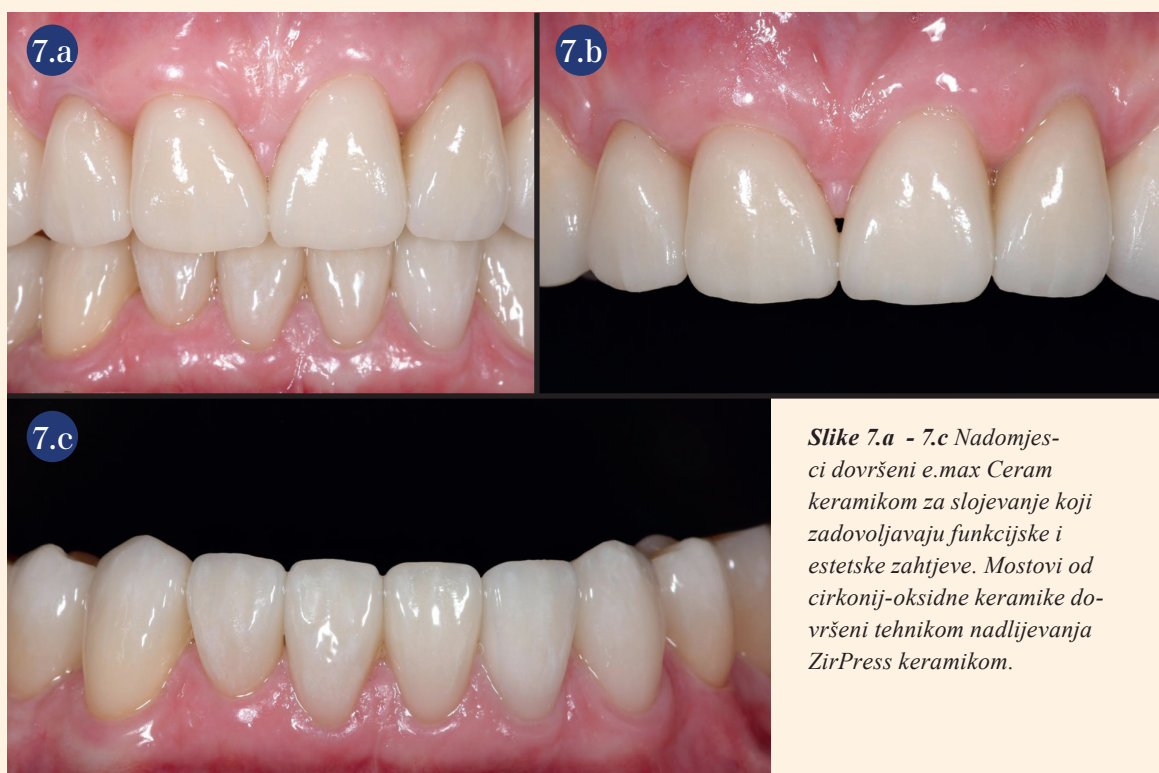 7.a
7.b
7.c
Slike 7.a - 7.c Nadomjes-
ci dovršeni e.max Ceram
keramikom za slojevanje koji
zadovoljavaju funkcijske i
estetske zahtjeve. Mostovi od
cirkonij-oksidne keramike do-
vršeni tehnikom nadlijevanja
ZirPress keramikom.